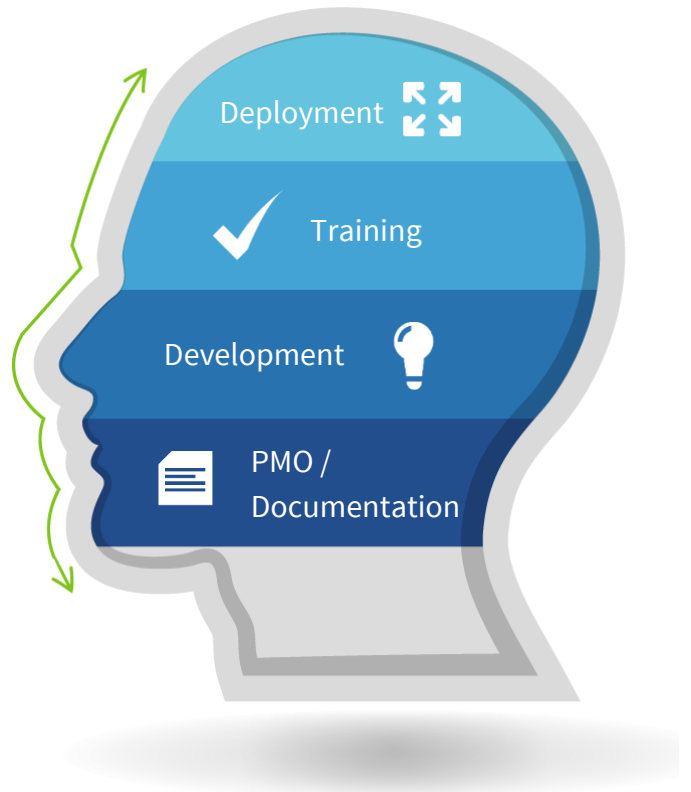 Deployment
Training
Development
PMO /
Documentation